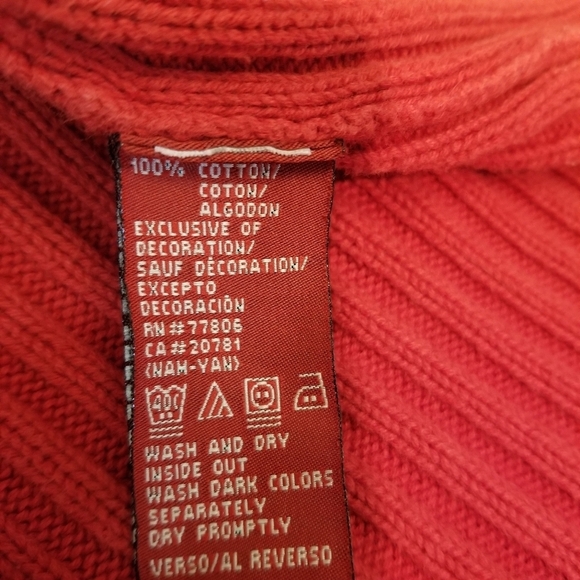 100% COTTON/
COTON/
ALGODON
EXCLUSIVE OF
DECORATION/
SAUF DÉCORATION/
EXCEPTO
DECORACIÓN
RN#77806
CA#20781
(NAM-YAN)
40C
WASH AND DRY
INSIDE OUT
WASH DARK COLORS
SEPARATELY
DRY PROMPTLY
VERSO/AL REVERSO